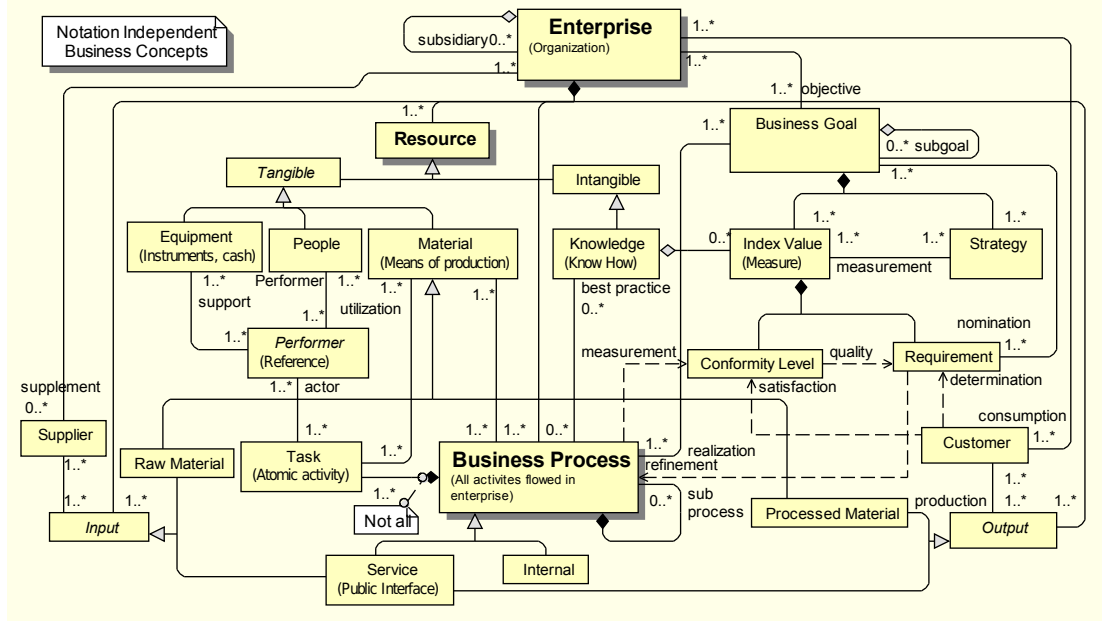 Notation Independent
Business Concepts
Enterprise
(Organization)
subsidiary
0..*
1..*
1..*
1..*
1..*
1..*
objective
Resource
1..*
Business Goal
0..*
subgoal
1..*
Tangible
Intangible
Equipment
(Instruments, cash)
People
Material
(Means of production)
Knowledge
(Know How)
0..*
1..*
Index Value
(Measure)
1..*
1..*
1..*
Strategy
measurement
1..*
support
Performer
1..*
utilization
1..*
1..*
best practice
0..*
1..*
1..*
Performer
(Reference)
1..*
actor
measurement
Conformity Level
quality
nomination
Requirement
1..*
satisfaction
determination
supplement
0..*
Supplier
1..*
consumption
Customer
1..*
Raw Material
1..*
Task
(Atomic activity)
1..*
1..*
1..*
0..*
0..*
Business Process
(All activites flowed in
enterprise)
1..*
realization
refinement
1..*
Not all
0..*
sub
process
1..*
production
1..*
1..*
1..*
1..*
Input
Processed Material
Output
Service
(Public Interface)
Internal